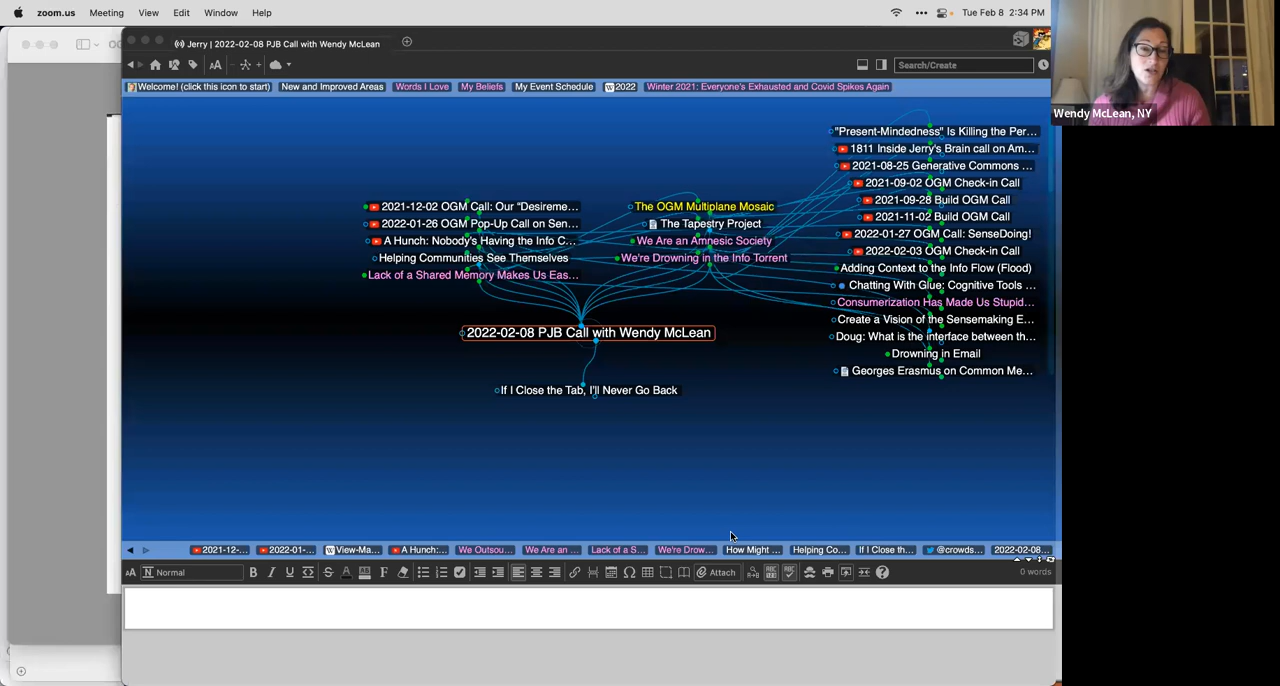 zoom.us Meeting View Edit Window Help Tue Feb 8 2:34 PM
Jerry | 2022-02-08 PJB Call with Wendy McLean
Search/Create
Welcome! (click this icon to start) New and Improved Areas Words I Love My Beliefs My Event Schedule 2022 Winter 2021: Everyone's Exhausted and Covid Spikes Again
Wendy McLean, NY
2021-12-02 OGM Call: Our "Desireme...
2022-01-26 OGM Pop-Up Call on Sen...
A Hunch: Nobody's Having the Info C...
Helping Communities See Themselves
Lack of a Shared Memory Makes Us Eas...
The OGM Multiplane Mosaic
The Tapestry Project
We Are an Amnesic Society
We're Drowning in the Info Torrent
"Present-Mindedness" Is Killing the Per...
1811 Inside Jerry's Brain call on Am...
2021-08-25 Generative Commons ...
2021-09-02 OGM Check-in Call
2021-09-28 Build OGM Call
2021-11-02 Build OGM Call
2022-01-27 OGM Call: SenseDoing!
2022-02-03 OGM Check-in Call
Adding Context to the Info Flow (Flood)
Chatting With Glue: Cognitive Tools ...
Consumerization Has Made Us Stupid...
Create a Vision of the Sensemaking E...
Doug: What is the interface between th...
Drowning in Email
Georges Erasmus on Common Me...
2022-02-08 PJB Call with Wendy McLean
If I Close the Tab, I'll Never Go Back
2021-12-... 2022-01-... View-Ma... A Hunch:... We Outsou... We Are an ... Lack of a S... We're Drow... How Might ... Helping Co... If I Close th... @crowds... 2022-02-08...
Normal B I U S A F Attach 0 words